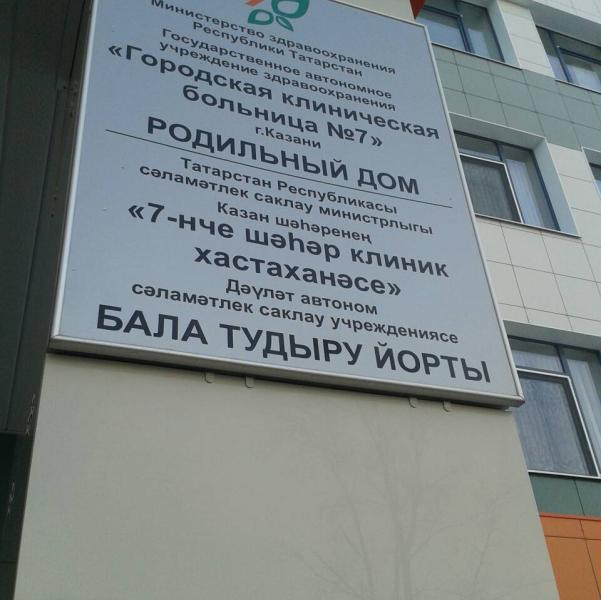 Министерство здравоохранения
Республики Татарстан
Государственное автономное
учреждение здравоохранения
«Городская клиническая
больница №7»
г.Казани
РОДИЛЬНЫЙ ДОМ
Татарстан Республикасы
сәламәтлек саклау министрлыгы
Казан шәһәренең
«7-нче шәһәр клиник
хастаханәсе»
Дәүләт автоном
сәламәтлек саклау учреждениясе
БАЛА ТУДЫРУ ЙОРТЫ